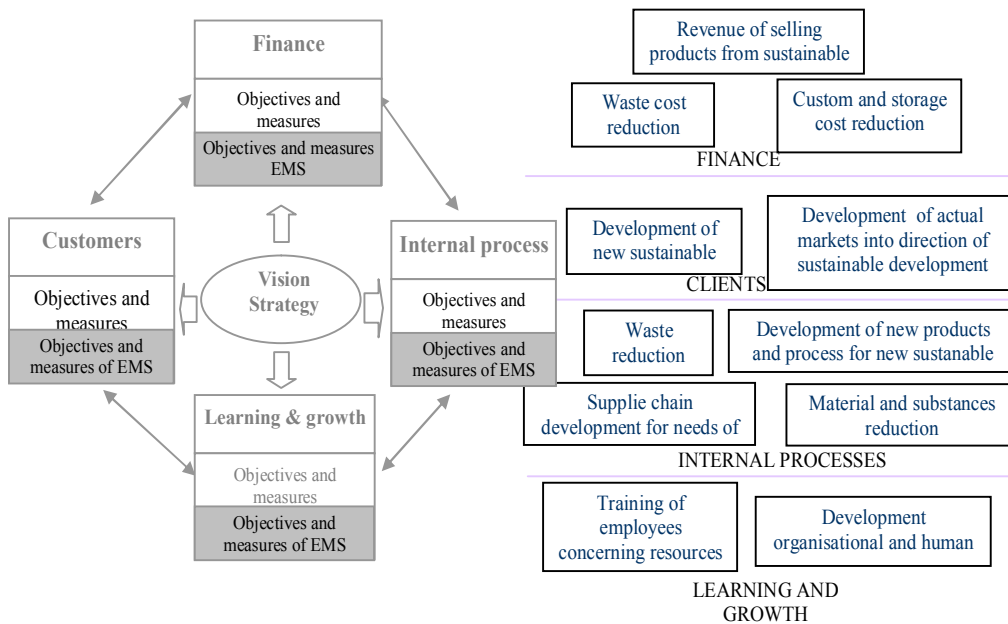 Finance
Objectives and
measures
Objectives and measures
EMS
Customers
Objectives and
measures
Objectives and
measures of EMS
Vision
Strategy
Internal process
Objectives and
measures
Objectives and
measures of EMS
Learning & growth
Objectives and
measures
Objectives and
measures of EMS
Revenue of selling
products from sustainable
Waste cost
reduction
Custom and storage
cost reduction
FINANCE
Development of
new sustainable
Development of actual
markets into direction of
sustainable development
CLIENTS
Waste
reduction
Development of new products
and process for new sustanable
Supplie chain
development for needs of
Material and substances
reduction
INTERNAL PROCESSES
Training of
employees
concerning resources
Development
organisational and human
LEARNING AND
GROWTH